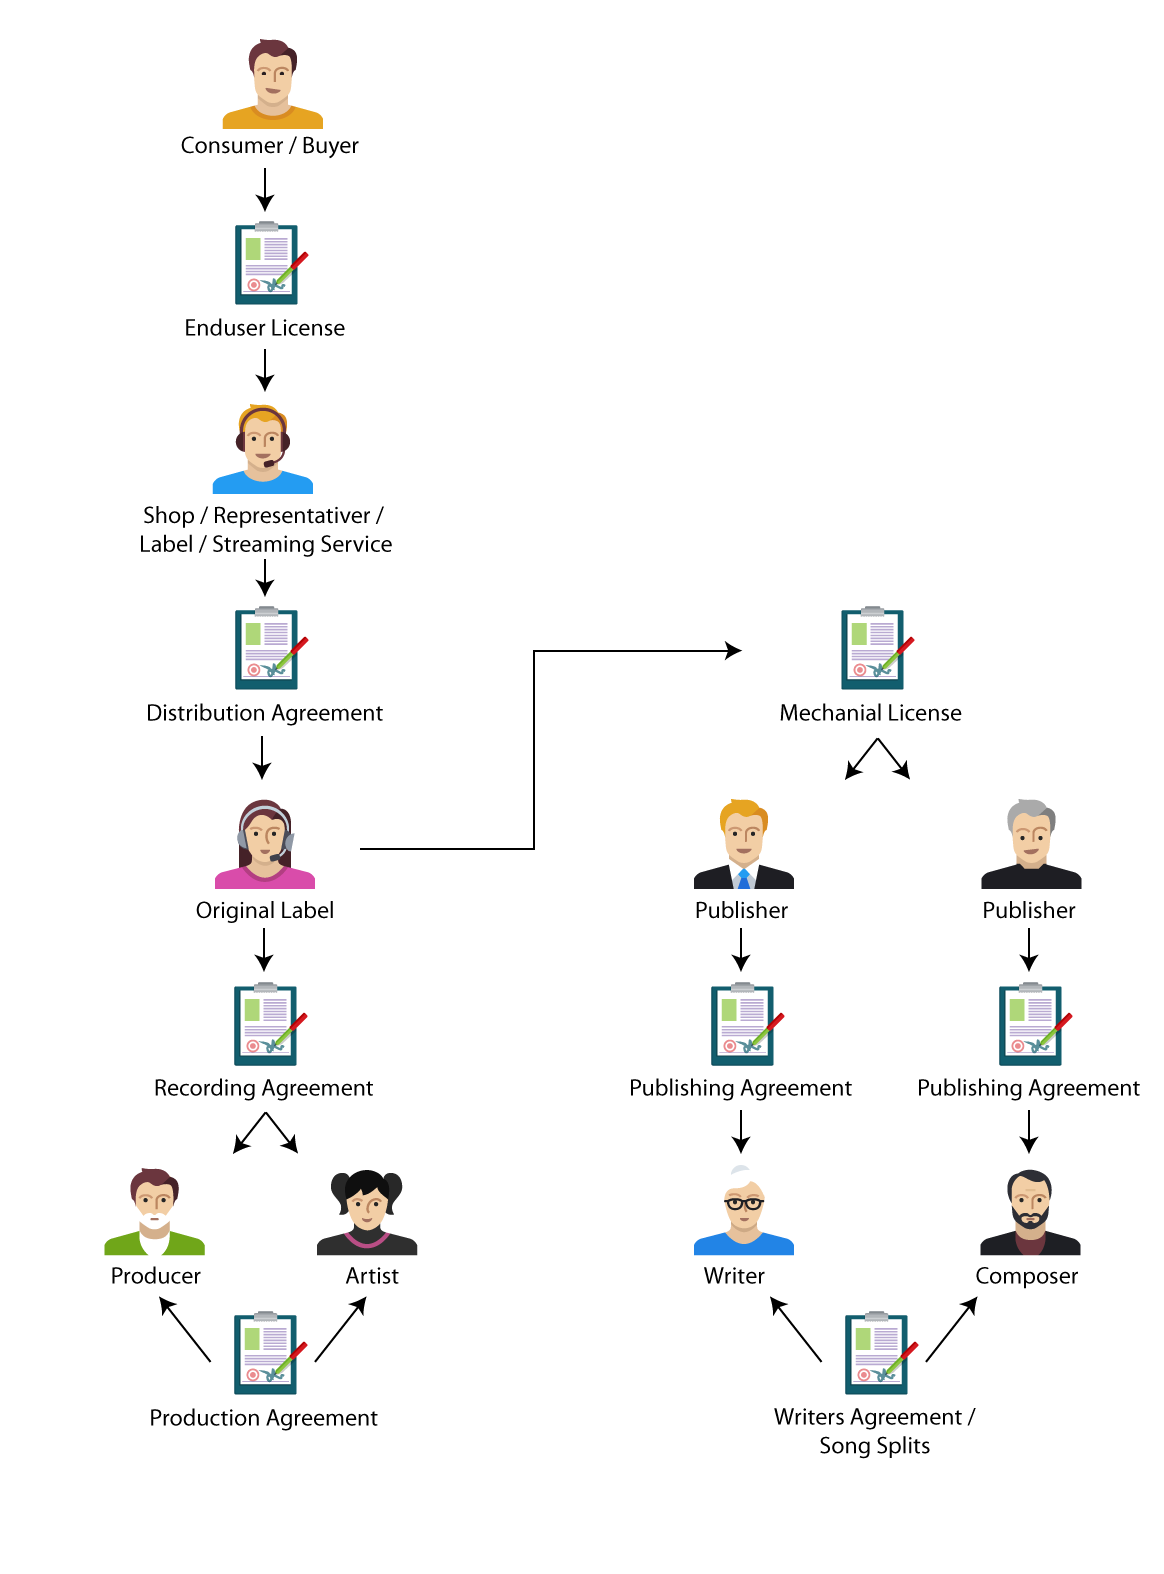 Consumer / Buyer
Enduser License
Shop / Representativer /
Label / Streaming Service
Distribution Agreement
Mechanial License
Original Label
Publisher
Publisher
Recording Agreement
Publishing Agreement
Publishing Agreement
Producer
Artist
Writer
Composer
Production Agreement
Writers Agreement /
Song Splits